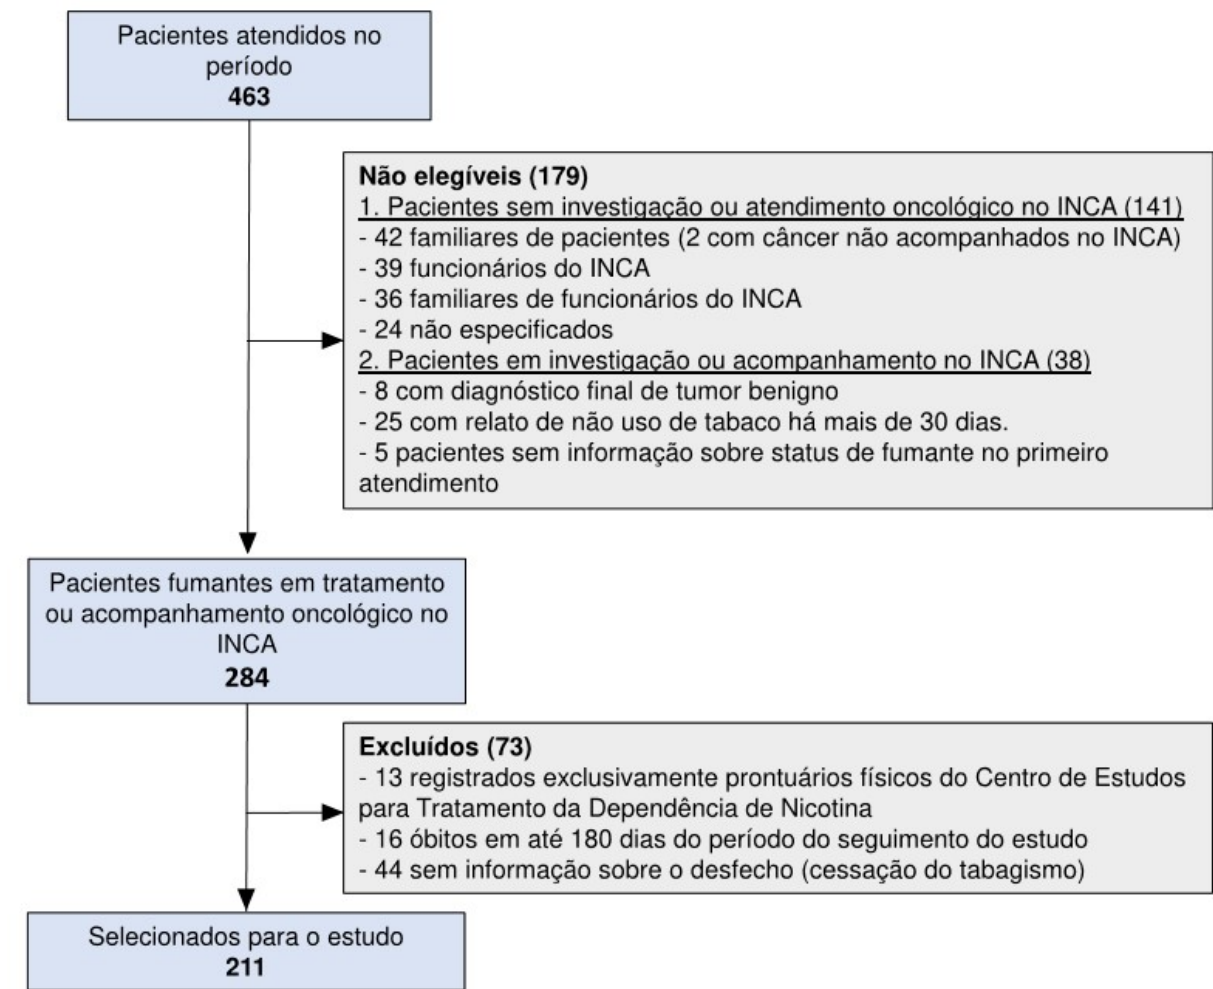 Pacientes atendidos no
período
463
Não elegíveis (179)
1. Pacientes sem investigação ou atendimento oncológico no INCA (141)
- 42 familiares de pacientes (2 com câncer não acompanhados no INCA)
- 39 funcionários do INCA
- 36 familiares de funcionários do INCA
- 24 não especificados
2. Pacientes em investigação ou acompanhamento no INCA (38)
- 8 com diagnóstico final de tumor benigno
- 25 com relato de não uso de tabaco há mais de 30 dias.
- 5 pacientes sem informação sobre status de fumante no primeiro
atendimento
Pacientes fumantes em tratamento
ou acompanhamento oncológico no
INCA
284
Excluídos (73)
- 13 registrados exclusivamente prontuários físicos do Centro de Estudos
para Tratamento da Dependência de Nicotina
- 16 óbitos em até 180 dias do período do seguimento do estudo
- 44 sem informação sobre o desfecho (cessação do tabagismo)
Selecionados para o estudo
211